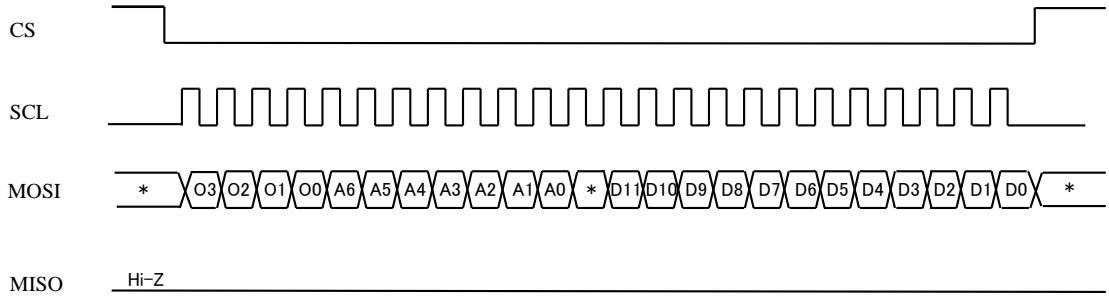 CS
SCL
MOSI * O3 O2 O1 O0 A6 A5 A4 A3 A2 A1 A0 * D11 D10 D9 D8 D7 D6 D5 D4 D3 D2 D1 D0 *
MISO Hi-Z